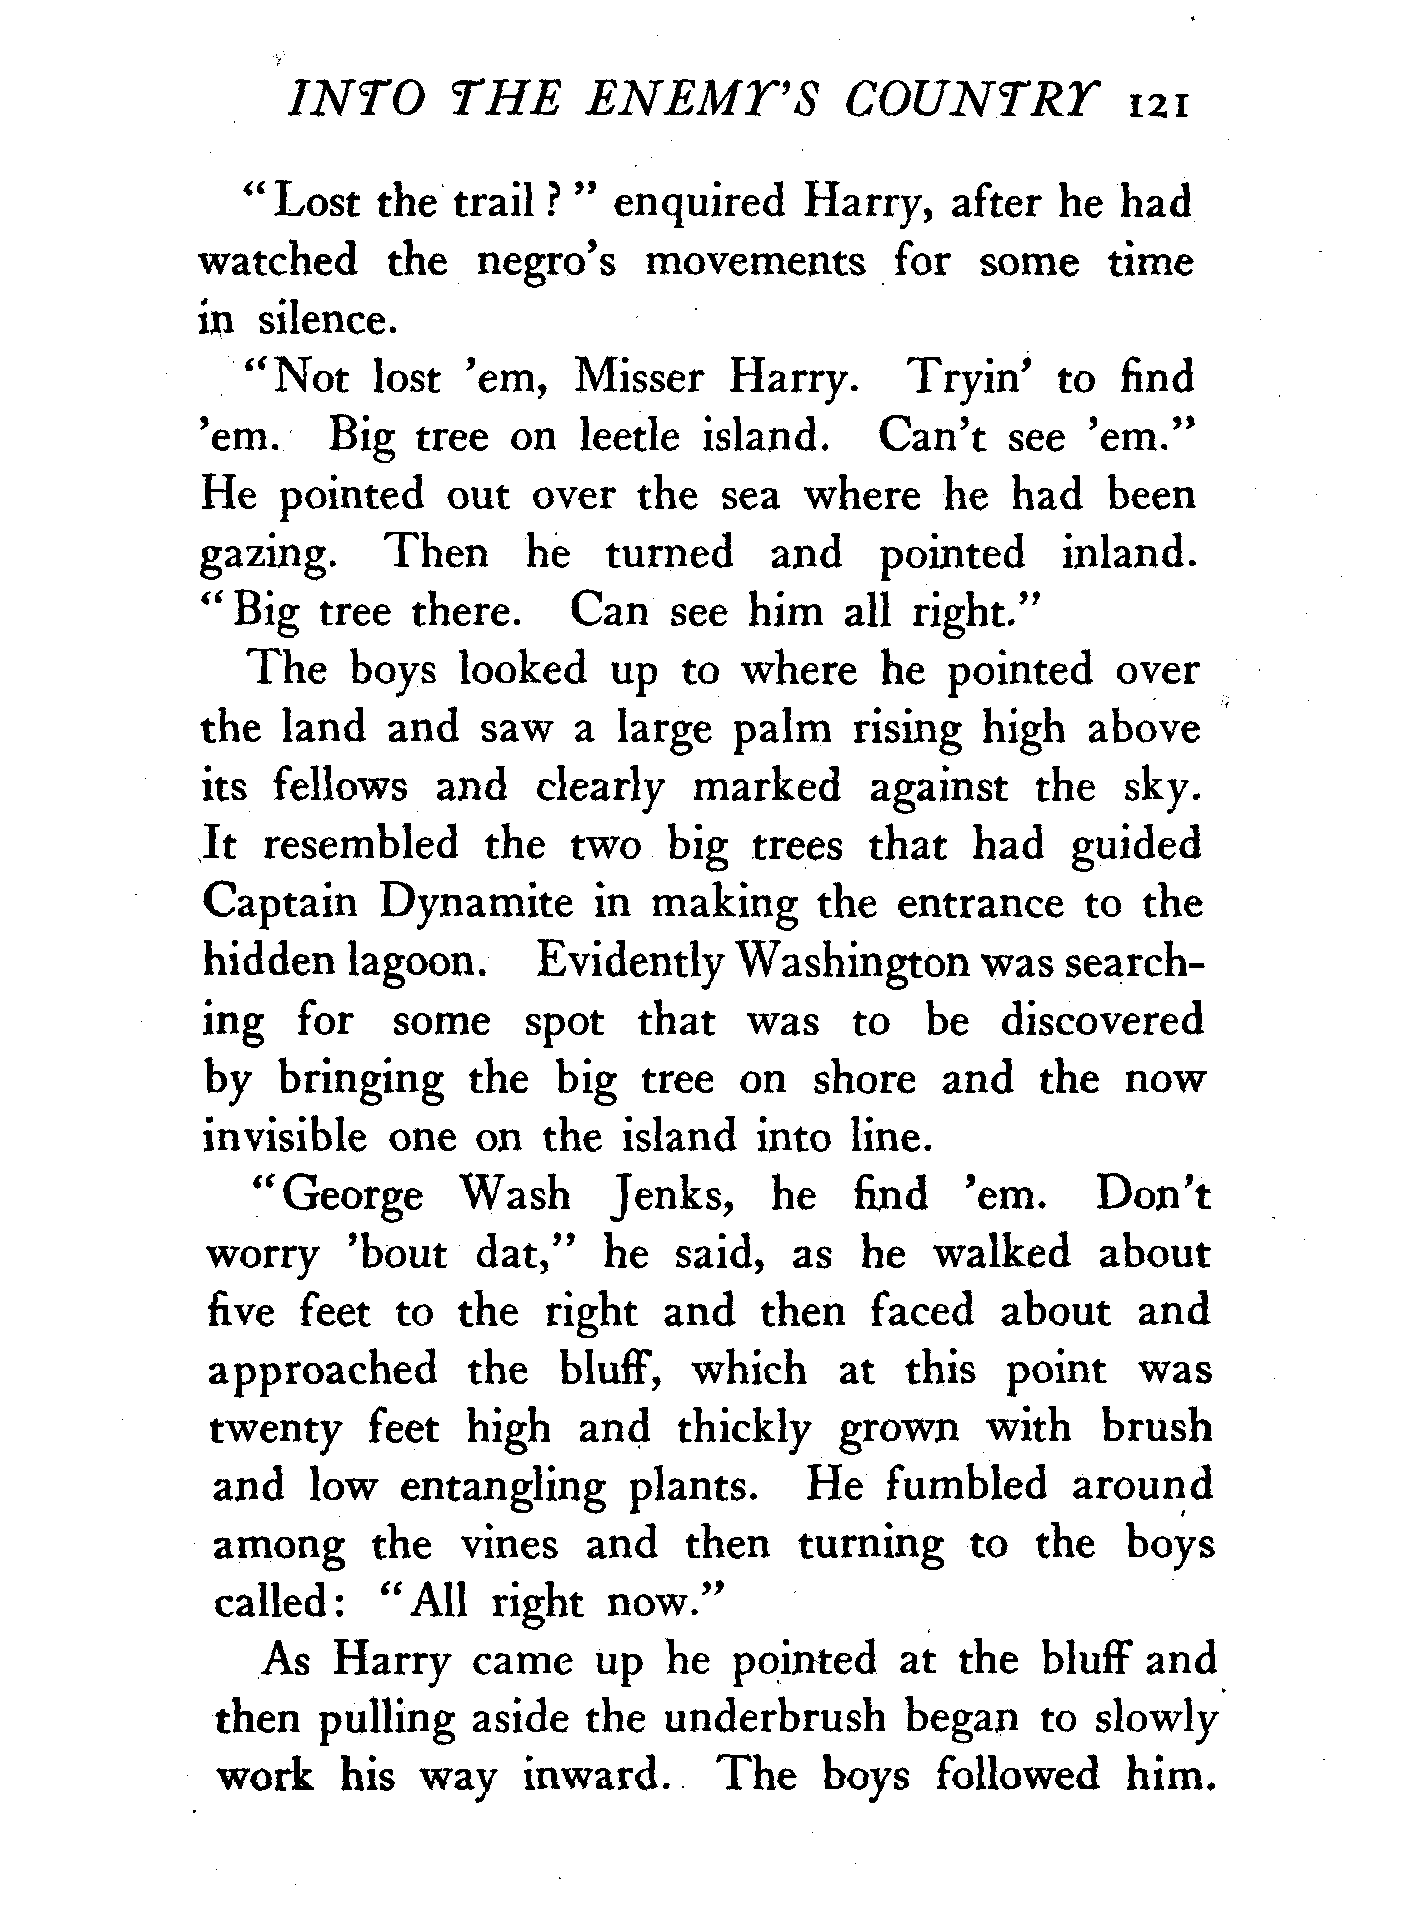 INTO THE ENEMY'S COUNTRY 121
"Lost the trail?" enquired Harry, after he had
watched the negro's movements for some time
in silence.
"Not lost 'em, Misser Harry. Tryin' to find
'em. Big tree on leetle island. Can't see 'em."
He pointed out over the sea where he had been
gazing. Then he turned and pointed inland.
"Big tree there. Can see him all right."
The boys looked up to where he pointed over
the land and saw a large palm rising high above
its fellows and clearly marked against the sky.
It resembled the two big trees that had guided
Captain Dynamite in making the entrance to the
hidden lagoon. Evidently Washington was search-
ing for some spot that was to be discovered
by bringing the big tree on shore and the now
invisible one on the island into line.
"George Wash Jenks, he find 'em. Don't
worry 'bout dat," he said, as he walked about
five feet to the right and then faced about and
approached the bluff, which at this point was
twenty feet high and thickly grown with brush
and low entangling plants. He fumbled around
among the vines and then turning to the boys
called: "All right now."
As Harry came up he pointed at the bluff and
then pulling aside the underbrush began to slowly
work his way inward. The boys followed him.